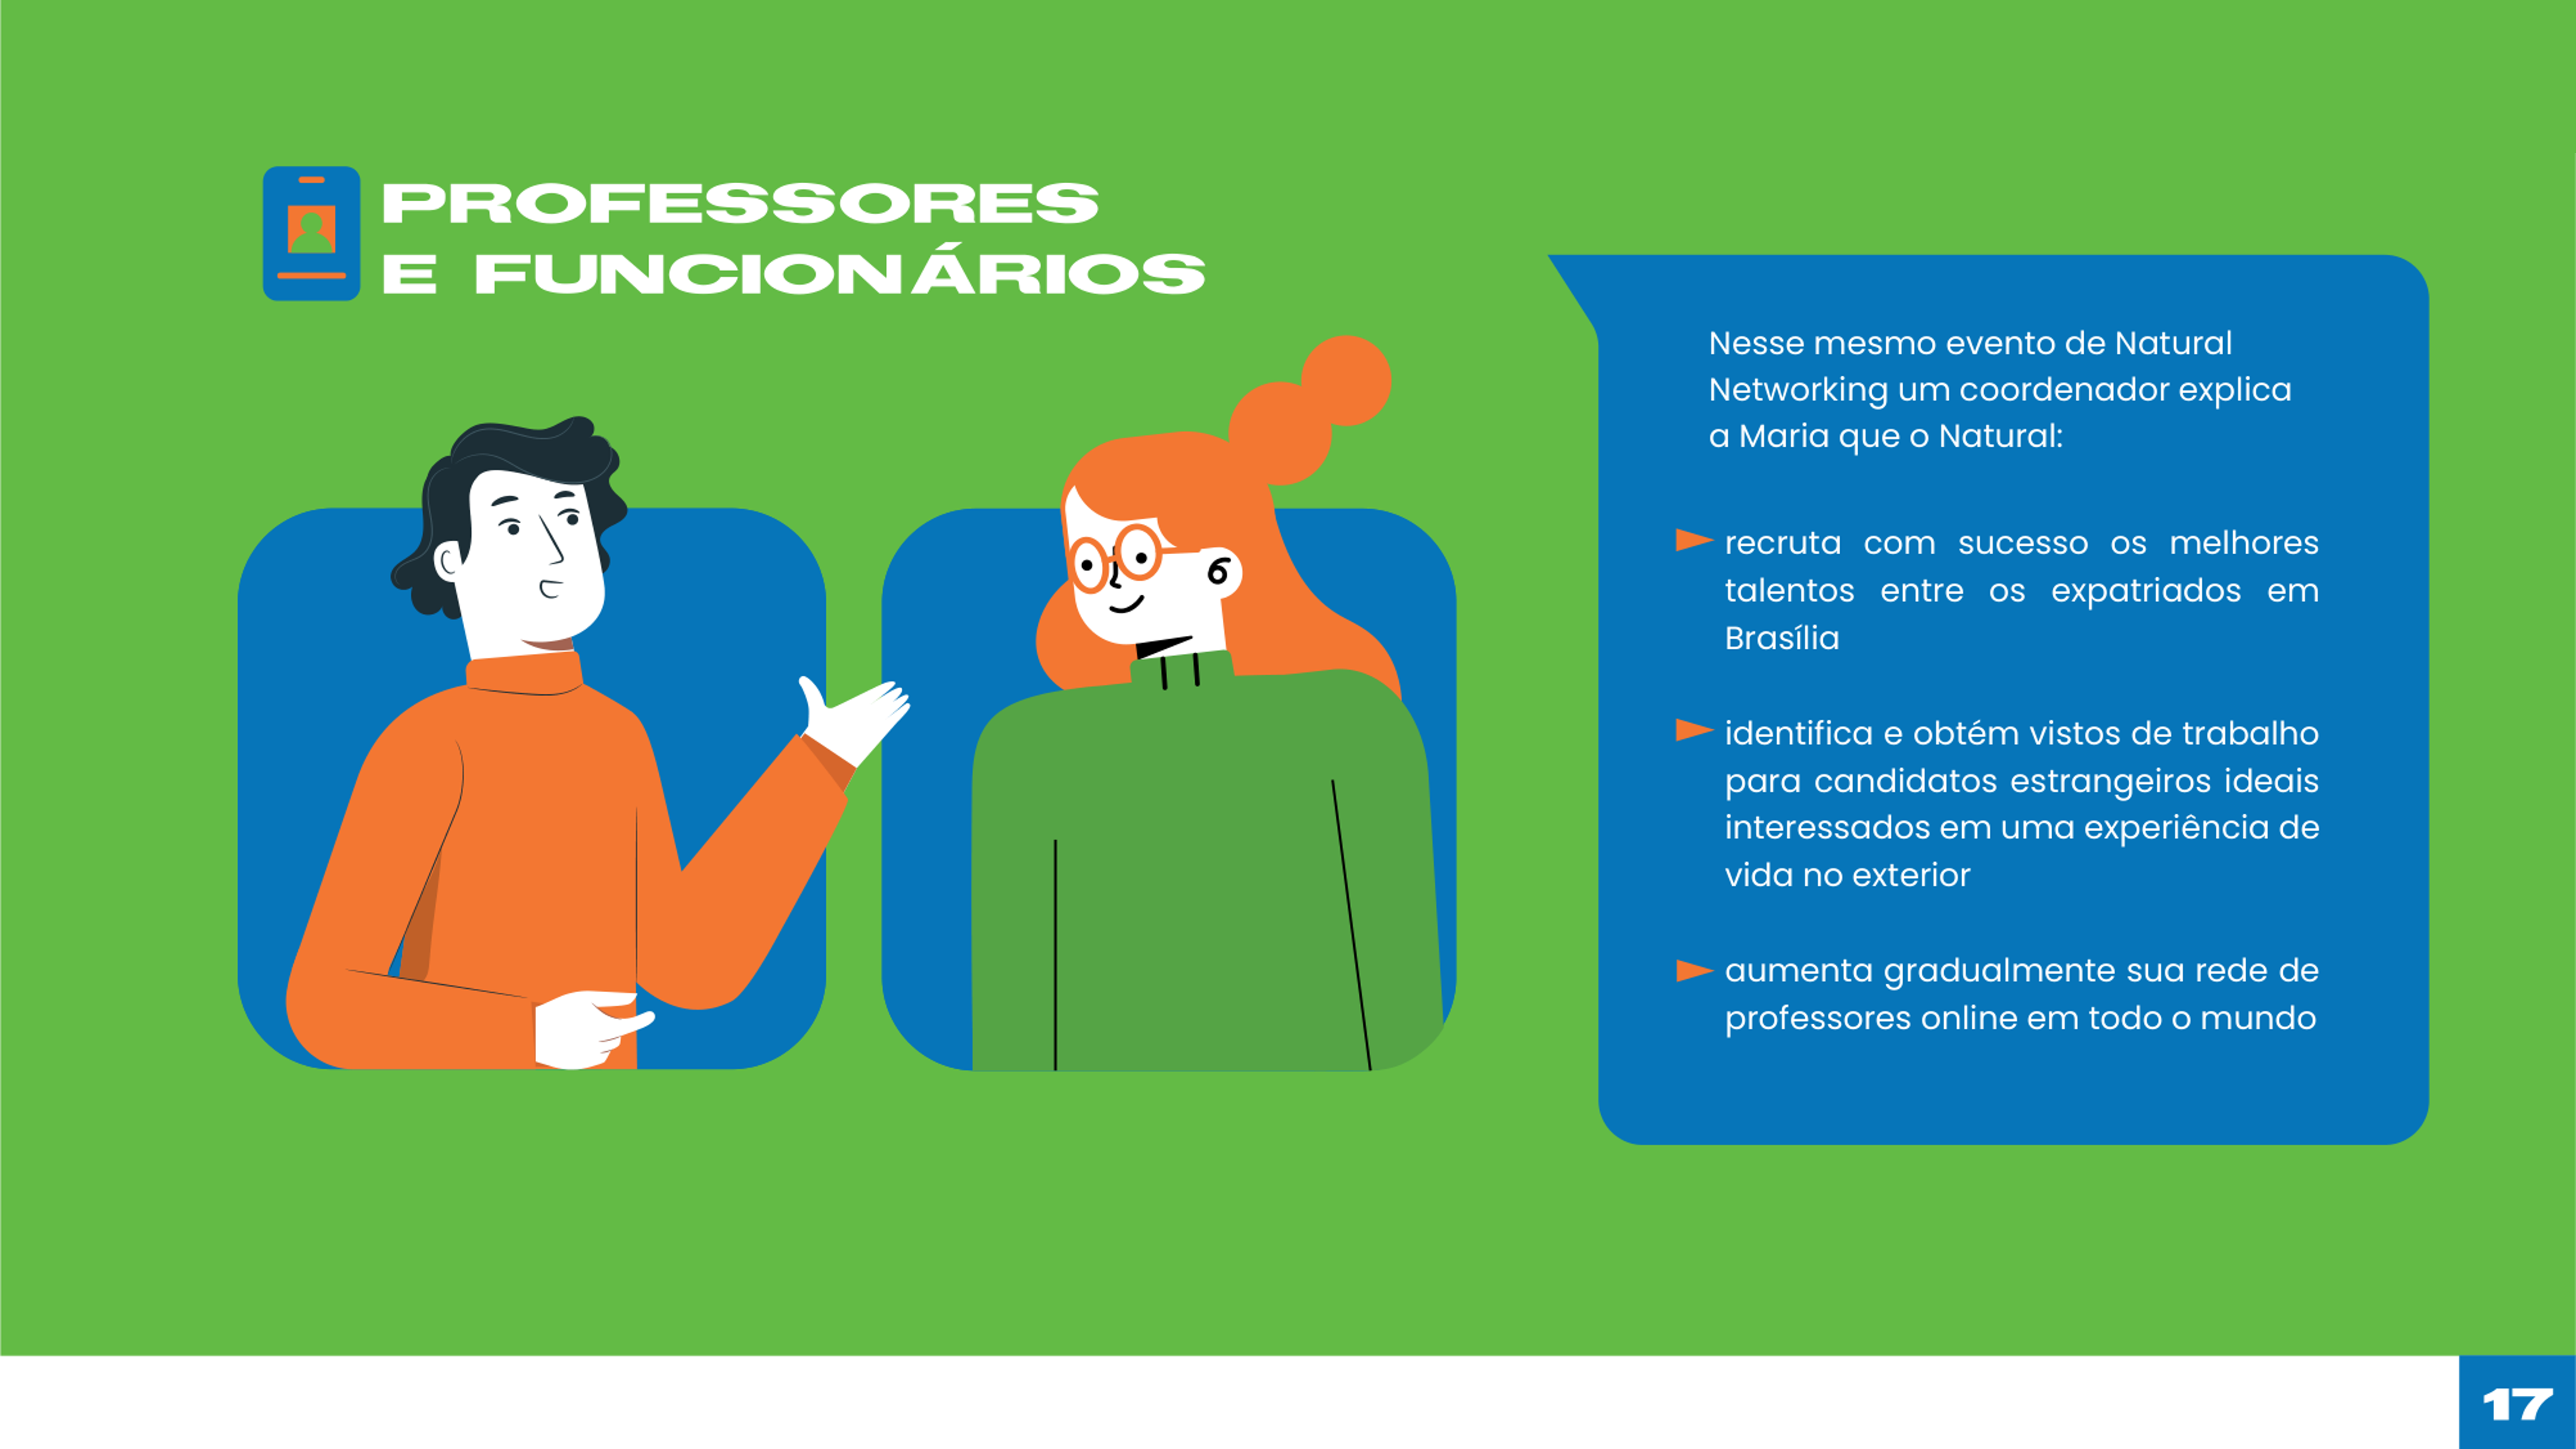 PROFESSORES
E FUNCIONÁRIOS
Nesse mesmo evento de Natural
Networking um coordenador explica
a Maria que o Natural:
recruta com sucesso os melhores
talentos entre os expatriados em
Brasília
identifica e obtém vistos de trabalho
para candidatos estrangeiros ideais
interessados em uma experiência de
vida no exterior
aumenta gradualmente sua rede de
professores online em todo o mundo
17